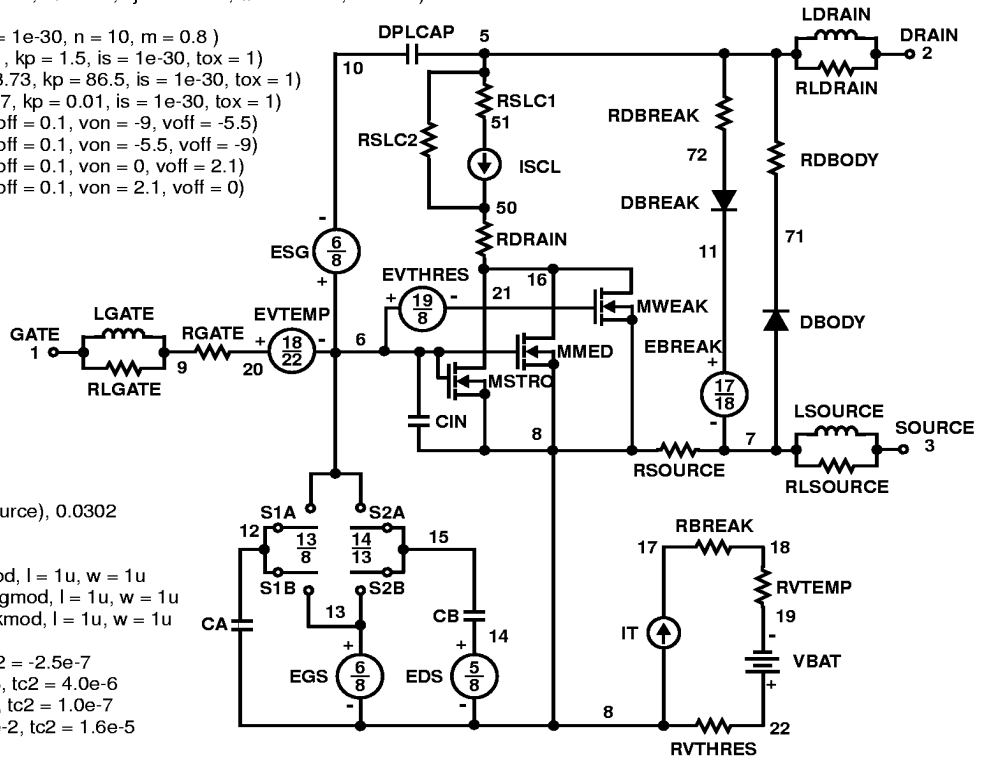 = 1e-30, n = 10, m = 0.8 )
, kp = 1.5, is = 1e-30, tox = 1)
3.73, kp = 86.5, is = 1e-30, tox = 1)
7, kp = 0.01, is = 1e-30, tox = 1)
off = 0.1, von = -9, voff = -5.5)
off = 0.1, von = -5.5, voff = -9)
off = 0.1, von = 0, voff = 2.1)
off = 0.1, von = 2.1, voff = 0)
urce), 0.0302
od, l = 1u, w = 1u
gmod, l = 1u, w = 1u
kmod, l = 1u, w = 1u
2 = -2.5e-7
, tc2 = 4.0e-6
, tc2 = 1.0e-7
e-2, tc2 = 1.6e-5
DPLCAP
5
10
LDRAIN
DRAIN
2
RLDRAIN
RSLC1
51
RSLC2
ISCL
50
RDRAIN
RDBREAK
72
DBREAK
11
RDBODY
71
DBODY
ESG
-
6
8
+
EVTHRES
+
19
8
-
16
21
MWEAK
MMED
MSTRO
EBREAK
+
17
18
-
GATE
1
LGATE
RLGATE
9
RGATE
20
EVTEMP
+
18
22
-
6
CIN
8
RSOURCE
7
LSOURCE
SOURCE
3
RLSOURCE
S1A
S2A
12
13
8
14
13
15
S1B
S2B
13
CA
CB
14
+
EGS
6
8
-
+
EDS
5
8
-
8
RBREAK
17
18
RVTEMP
19
IT
-
VBAT
+
22
RVTHRES